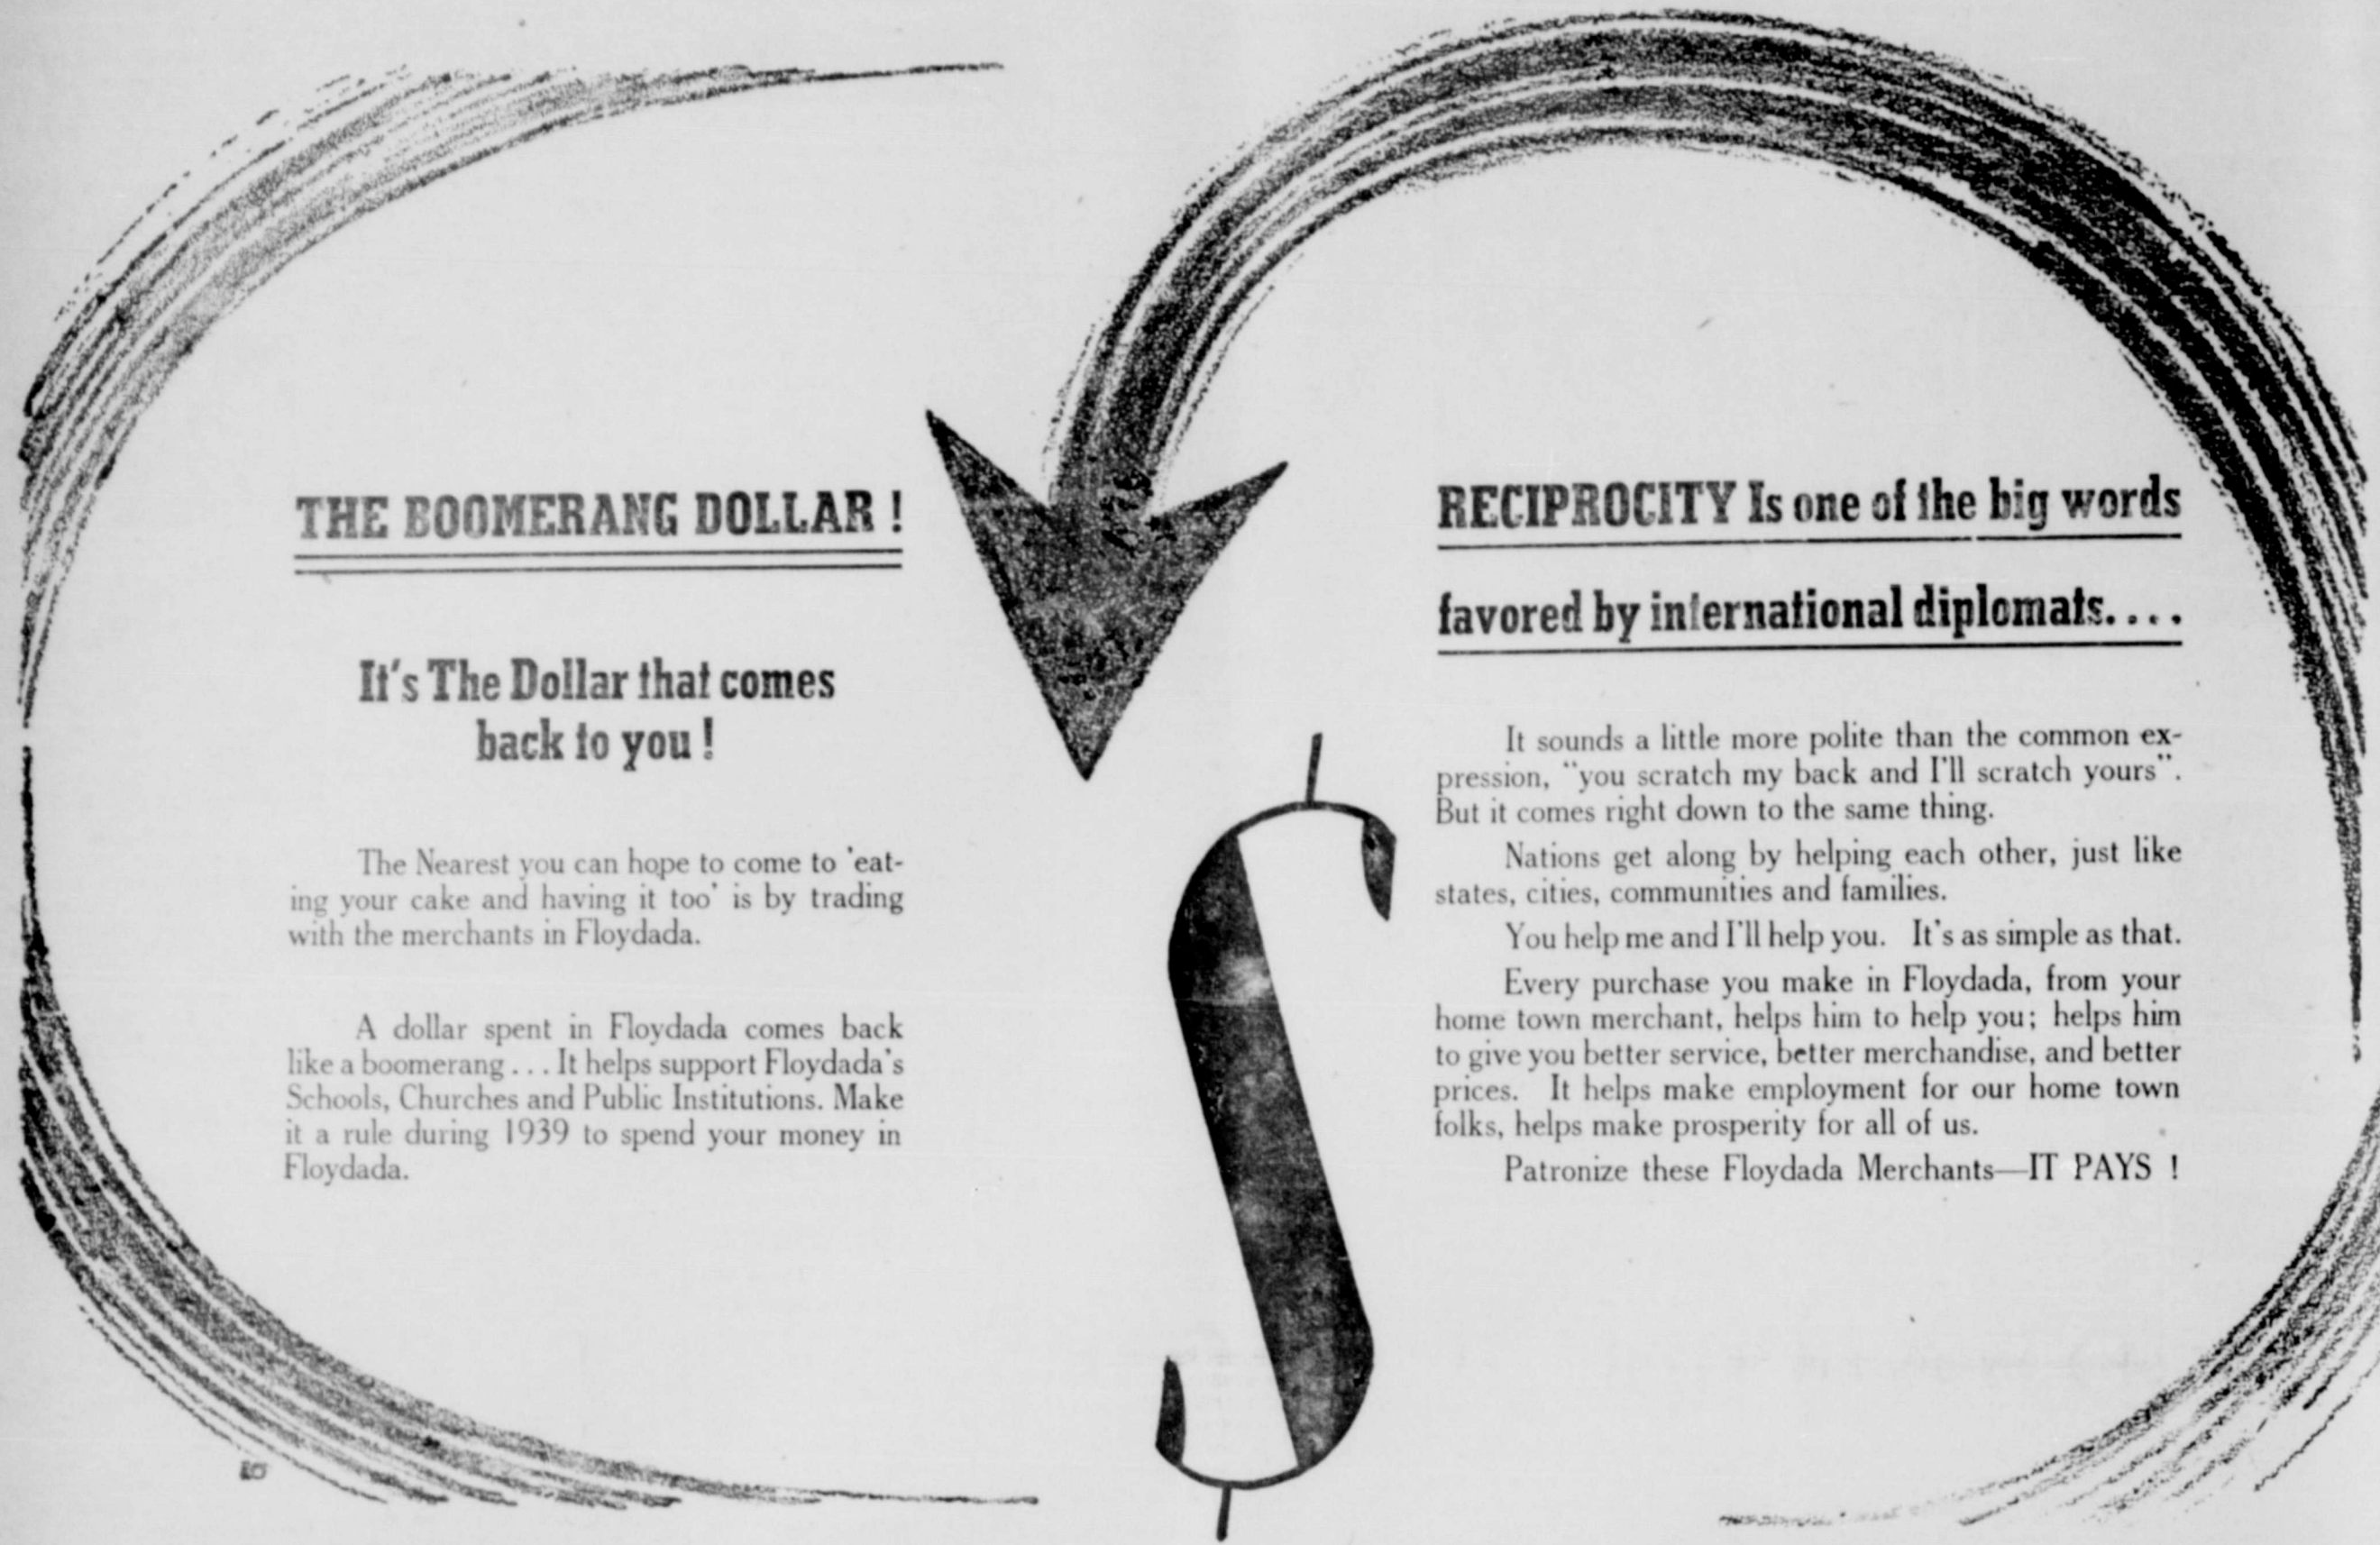 THE BOOMERANG DOLLAR !
It's The Dollar that comes
back to you !
The Nearest you can hope to come to 'eat-
ing your cake and having it too' is by trading
with the merchants in Floydada.
A dollar spent in Floydada comes back
like a boomerang . . . It helps support Floydada's
Schools, Churches and Public Institutions. Make
it a rule during 1939 to spend your money in
Floydada.
RECIPROCITY Is one of the big words
favored by international diplomats. . . .
It sounds a little more polite than the common ex-
pression, "you scratch my back and I'll scratch yours".
But it comes right down to the same thing.
Nations get along by helping each other, just like
states, cities, communities and families.
You help me and I'll help you. It's as simple as that.
Every purchase you make in Floydada, from your
home town merchant, helps him to help you; helps him
to give you better service, better merchandise, and better
prices. It helps make employment for our home town
folks, helps make prosperity for all of us.
Patronize these Floydada Merchants—IT PAYS !
$